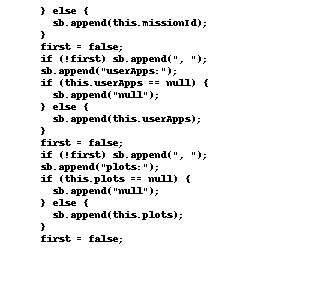 } else {
sb.append(this.missionId);
}
first = false;
if (!first) sb.append(", ");
sb.append("userApps:");
if (this.userApps == null) {
sb.append("null");
} else {
sb.append(this.userApps);
}
first = false;
if (!first) sb.append(", ");
sb.append("plots:");
if (this.plots == null) {
sb.append("null");
} else {
sb.append(this.plots);
}
first = false;